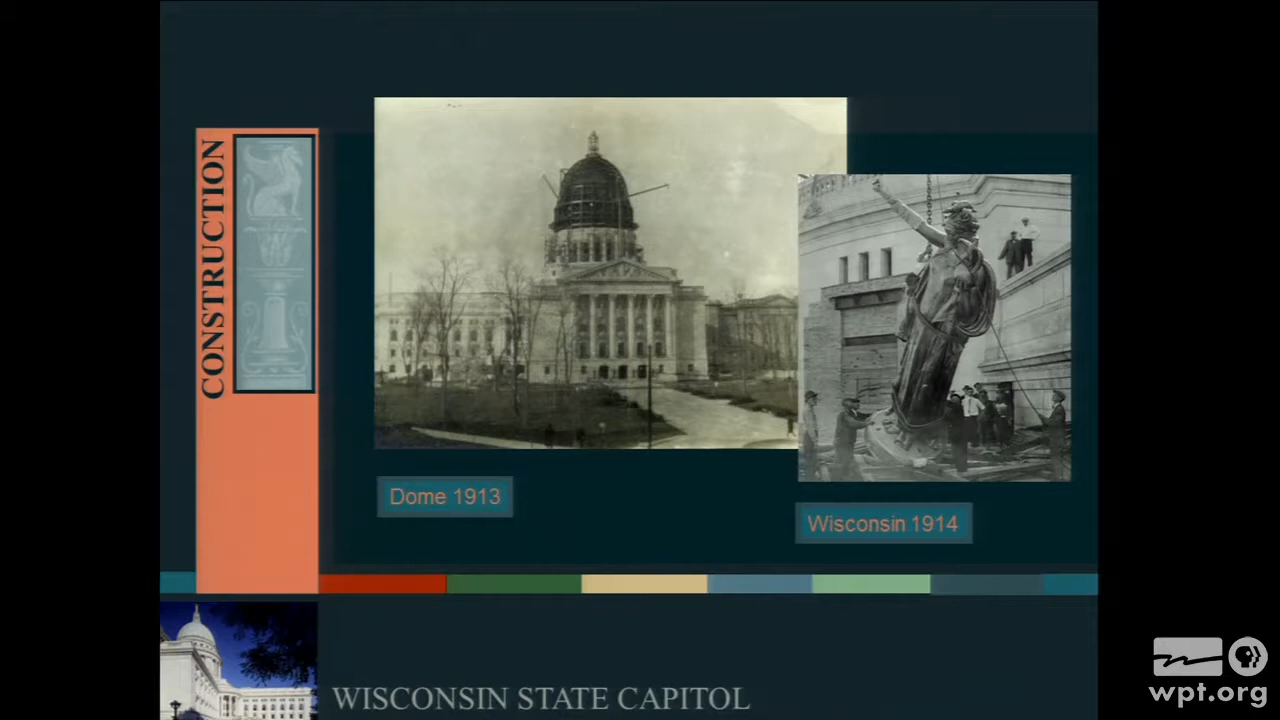 CONSTRUCTION
Dome 1913
Wisconsin 1914
WISCONSIN STATE CAPITOL
wpt.org